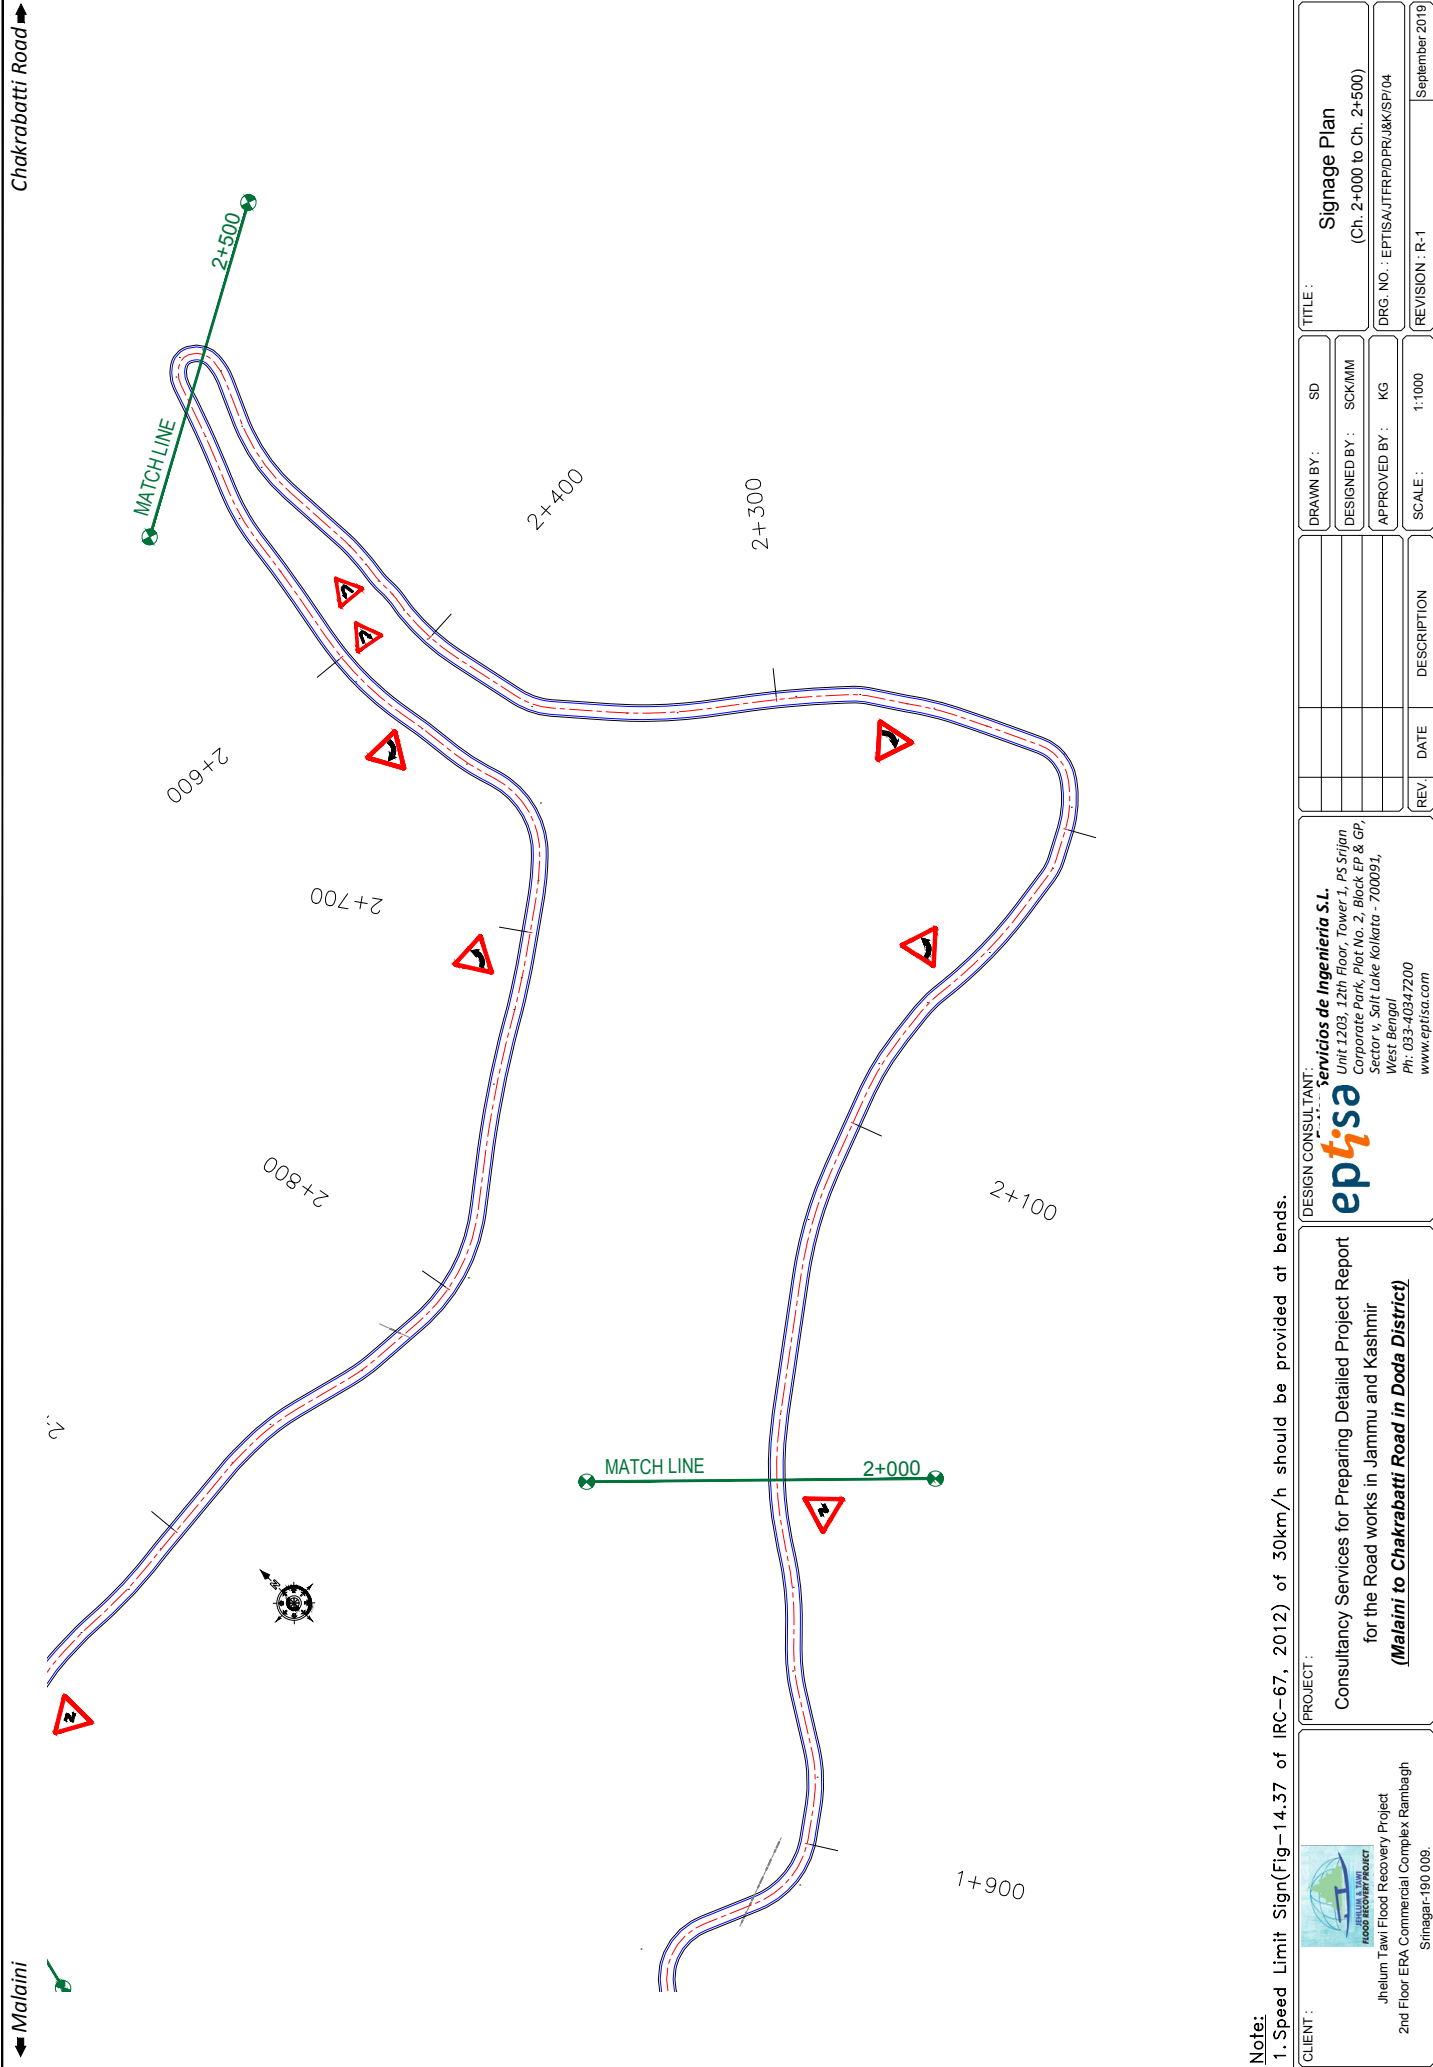 Malaini
Chakrabatti Road
MATCH LINE
2+500
2+400
2+300
2+600
2+700
2+800
2+100
MATCH LINE
2+000
1+900
Note:
1. Speed Limit Sign(Fig-14.37 of IRC-67, 2012) of 30km/h should be provided at bends.
CLIENT :
JEHLUM & TAWI
FLOOD RECOVERY PROJECT
Jhelum Tawi Flood Recovery Project
2nd Floor ERA Commercial Complex Rambagh
Srinagar-190 009.
PROJECT :
Consultancy Services for Preparing Detailed Project Report
for the Road works in Jammu and Kashmir
(Malaini to Chakrabatti Road in Doda District)
DESIGN CONSULTANT:
eptisa
Servicios de Ingenieria S.L.
Unit 1203, 12th Floor, Tower 1, PS Srijan
Corporate Park, Plot No. 2, Block EP & GP,
Sector v, Salt Lake Kolkata - 700091,
West Bengal
Ph: 033-40347200
www.eptisa.com
REV. DATE DESCRIPTION
DRAWN BY : SD
DESIGNED BY : SCK/MM
APPROVED BY : KG
SCALE : 1:1000
TITLE :
Signage Plan
(Ch. 2+000 to Ch. 2+500)
DRG. NO. : EPTISA/JTFRP/DPR/J&K/SP/04
REVISION : R-1
September 2019